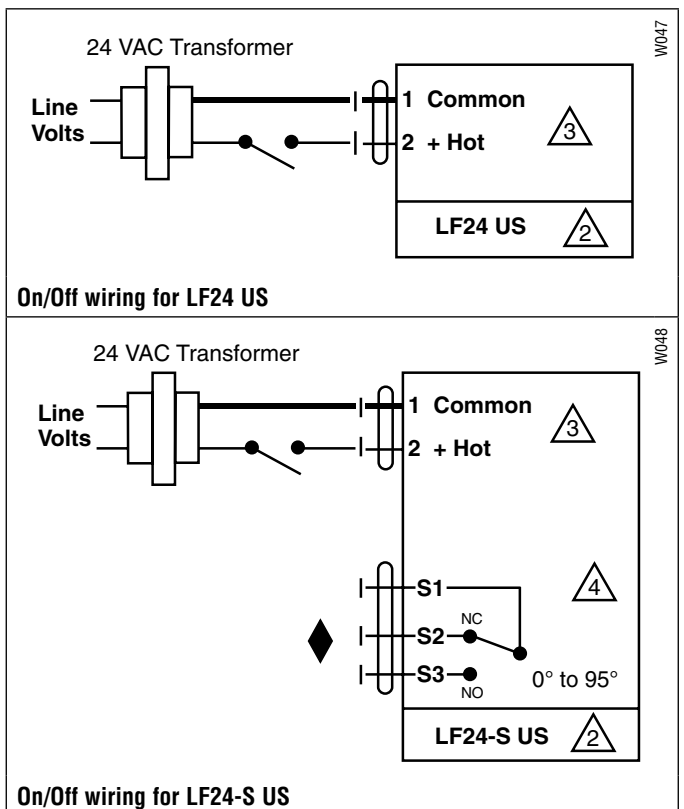 W047
24 VAC Transformer
Line
Volts
1 Common
2 + Hot
3
LF24 US
2
On/Off wiring for LF24 US
W048
24 VAC Transformer
Line
Volts
1 Common
2 + Hot
3
S1
4
NC
S2
S3
NO
0° to 95°
LF24-S US
2
On/Off wiring for LF24-S US